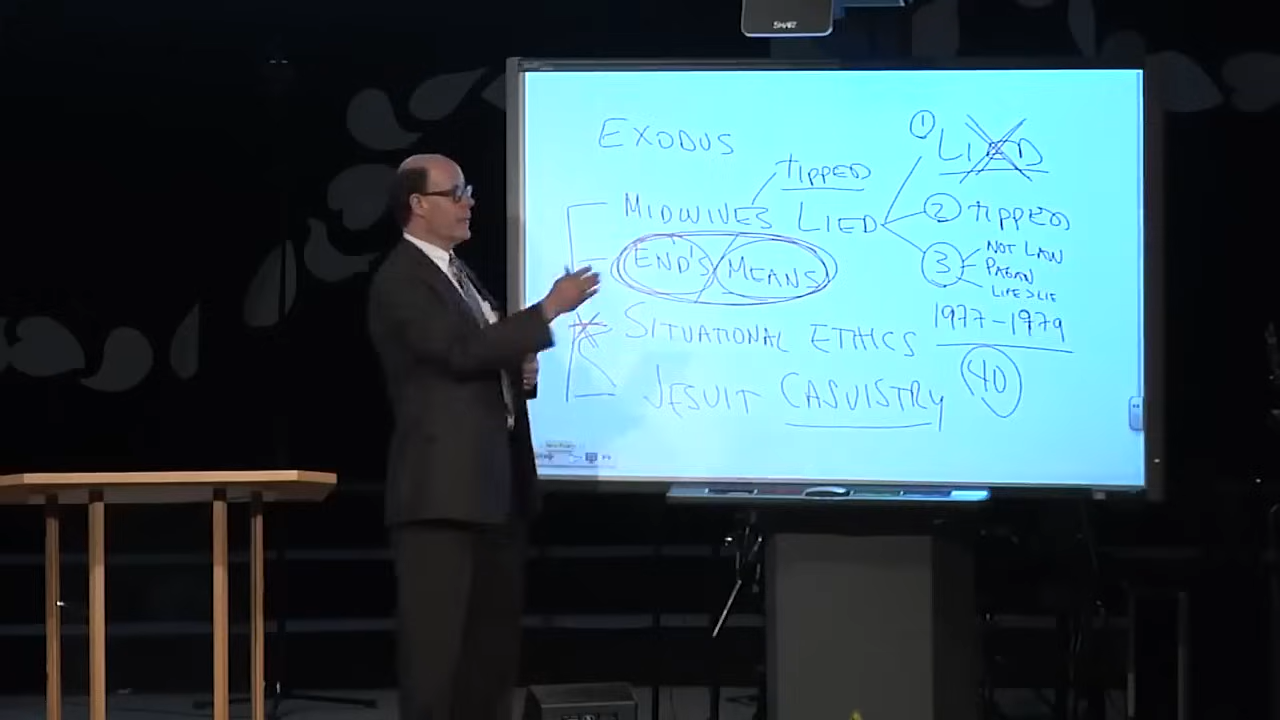 SMART
EXODUS
tIPPED
MIDWIVES LIED
END'S MEANS
SITUATIONAL ETHICS
JESUIT CASUISTRY
1 LIED
2 tIPPED
3 NOT LAW
PAGAN
LIFE>LIE
1977-1979
40